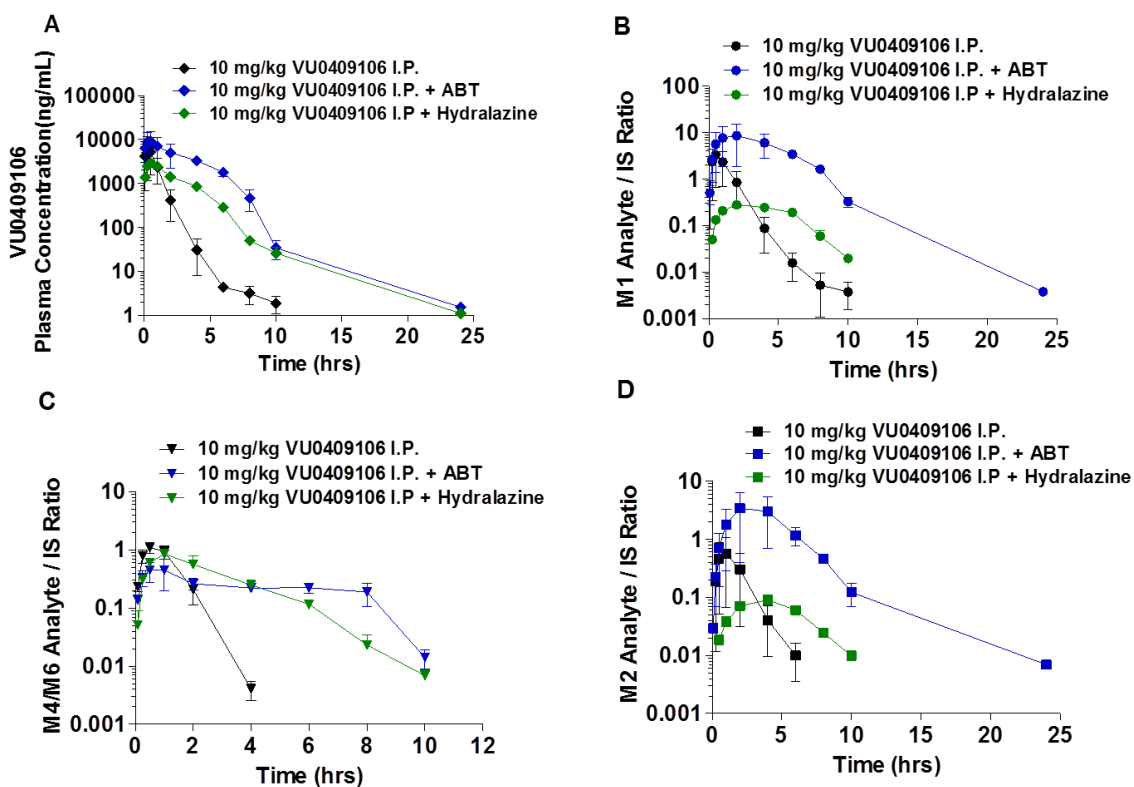 A
10 mg/kg VU0409106 I.P.
10 mg/kg VU0409106 I.P. + ABT
10 mg/kg VU0409106 I.P + Hydralazine
VU0409106
Plasma Concentration(ng/mL)
100000
10000
1000
100
10
1
0 5 10 15 20 25
Time (hrs)
B
10 mg/kg VU0409106 I.P.
10 mg/kg VU0409106 I.P. + ABT
10 mg/kg VU0409106 I.P + Hydralazine
M1 Analyte / IS Ratio
100
10
1
0.1
0.01
0.001
0 5 10 15 20 25
Time (hrs)
C
10 mg/kg VU0409106 I.P.
10 mg/kg VU0409106 I.P. + ABT
10 mg/kg VU0409106 I.P + Hydralazine
M4/M6 Analyte / IS Ratio
10
1
0.1
0.01
0.001
0 2 4 6 8 10 12
Time (hrs)
D
10 mg/kg VU0409106 I.P.
10 mg/kg VU0409106 I.P. + ABT
10 mg/kg VU0409106 I.P + Hydralazine
M2 Analyte / IS Ratio
10
1
0.1
0.01
0.001
0 5 10 15 20 25
Time (hrs)